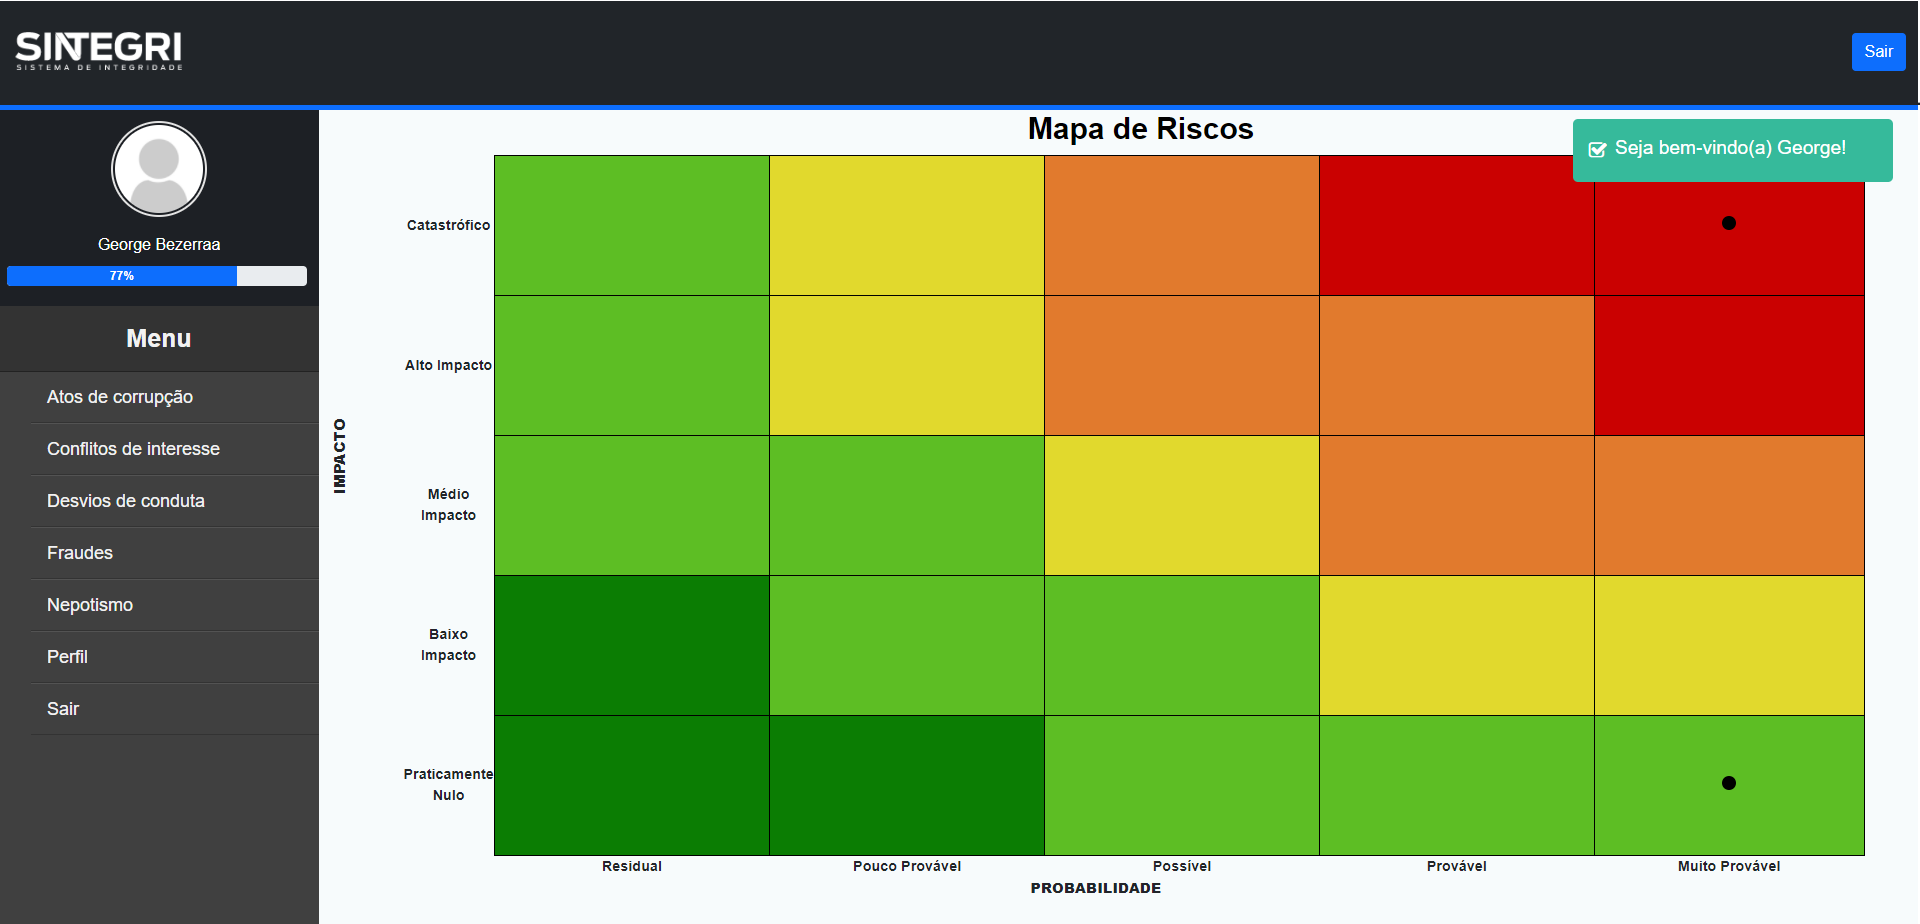 SINTEGRI
SISTEMA DE INTEGRIDADE
Sair
George Bezerraa
77%
Menu
Atos de corrupção
Conflitos de interesse
Desvios de conduta
Fraudes
Nepotismo
Perfil
Sair
Mapa de Riscos
Seja bem-vindo(a) George!
IMPACTO
Catastrófico
Alto Impacto
Médio
Impacto
Baixo
Impacto
Praticamente
Nulo
Residual
Pouco Provável
Possível
Provável
Muito Provável
PROBABILIDADE